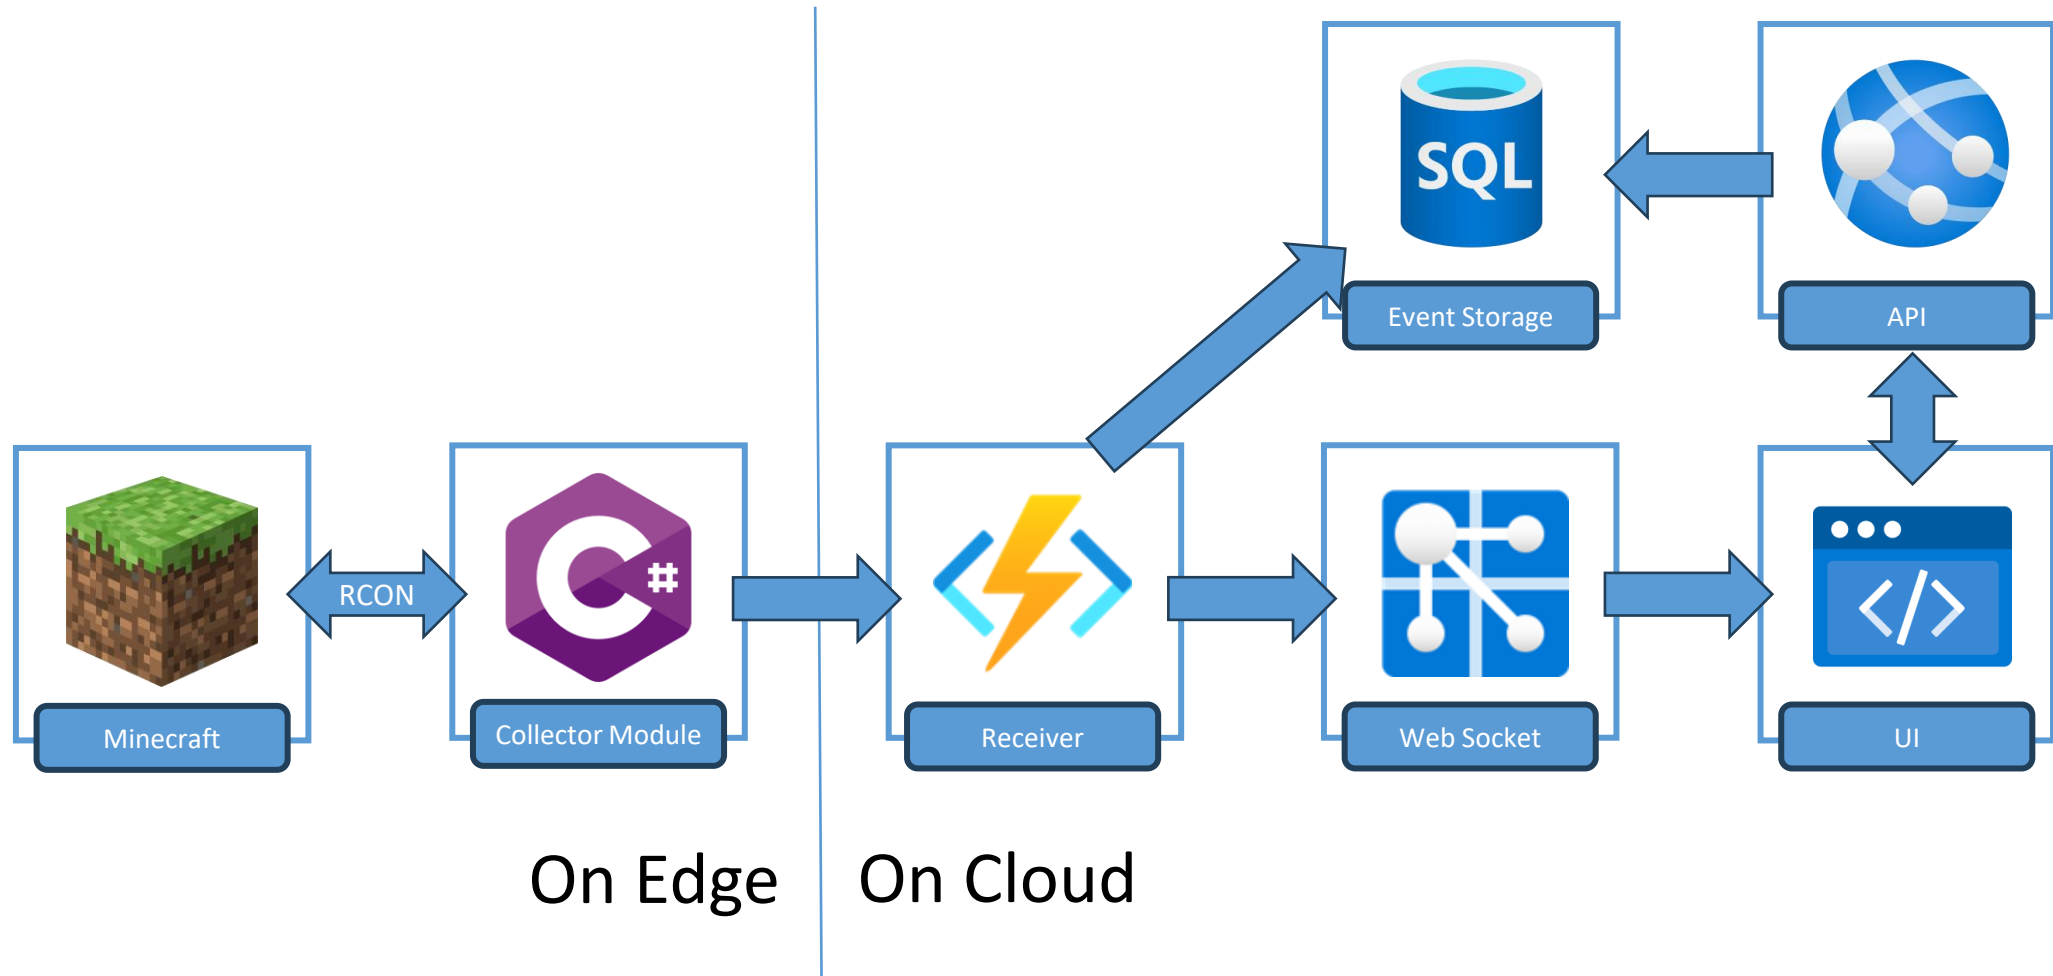 SQL
Event Storage
API
RCON
C#
Minecraft
Collector Module
Receiver
Web Socket
</>
UI
On Edge
On Cloud